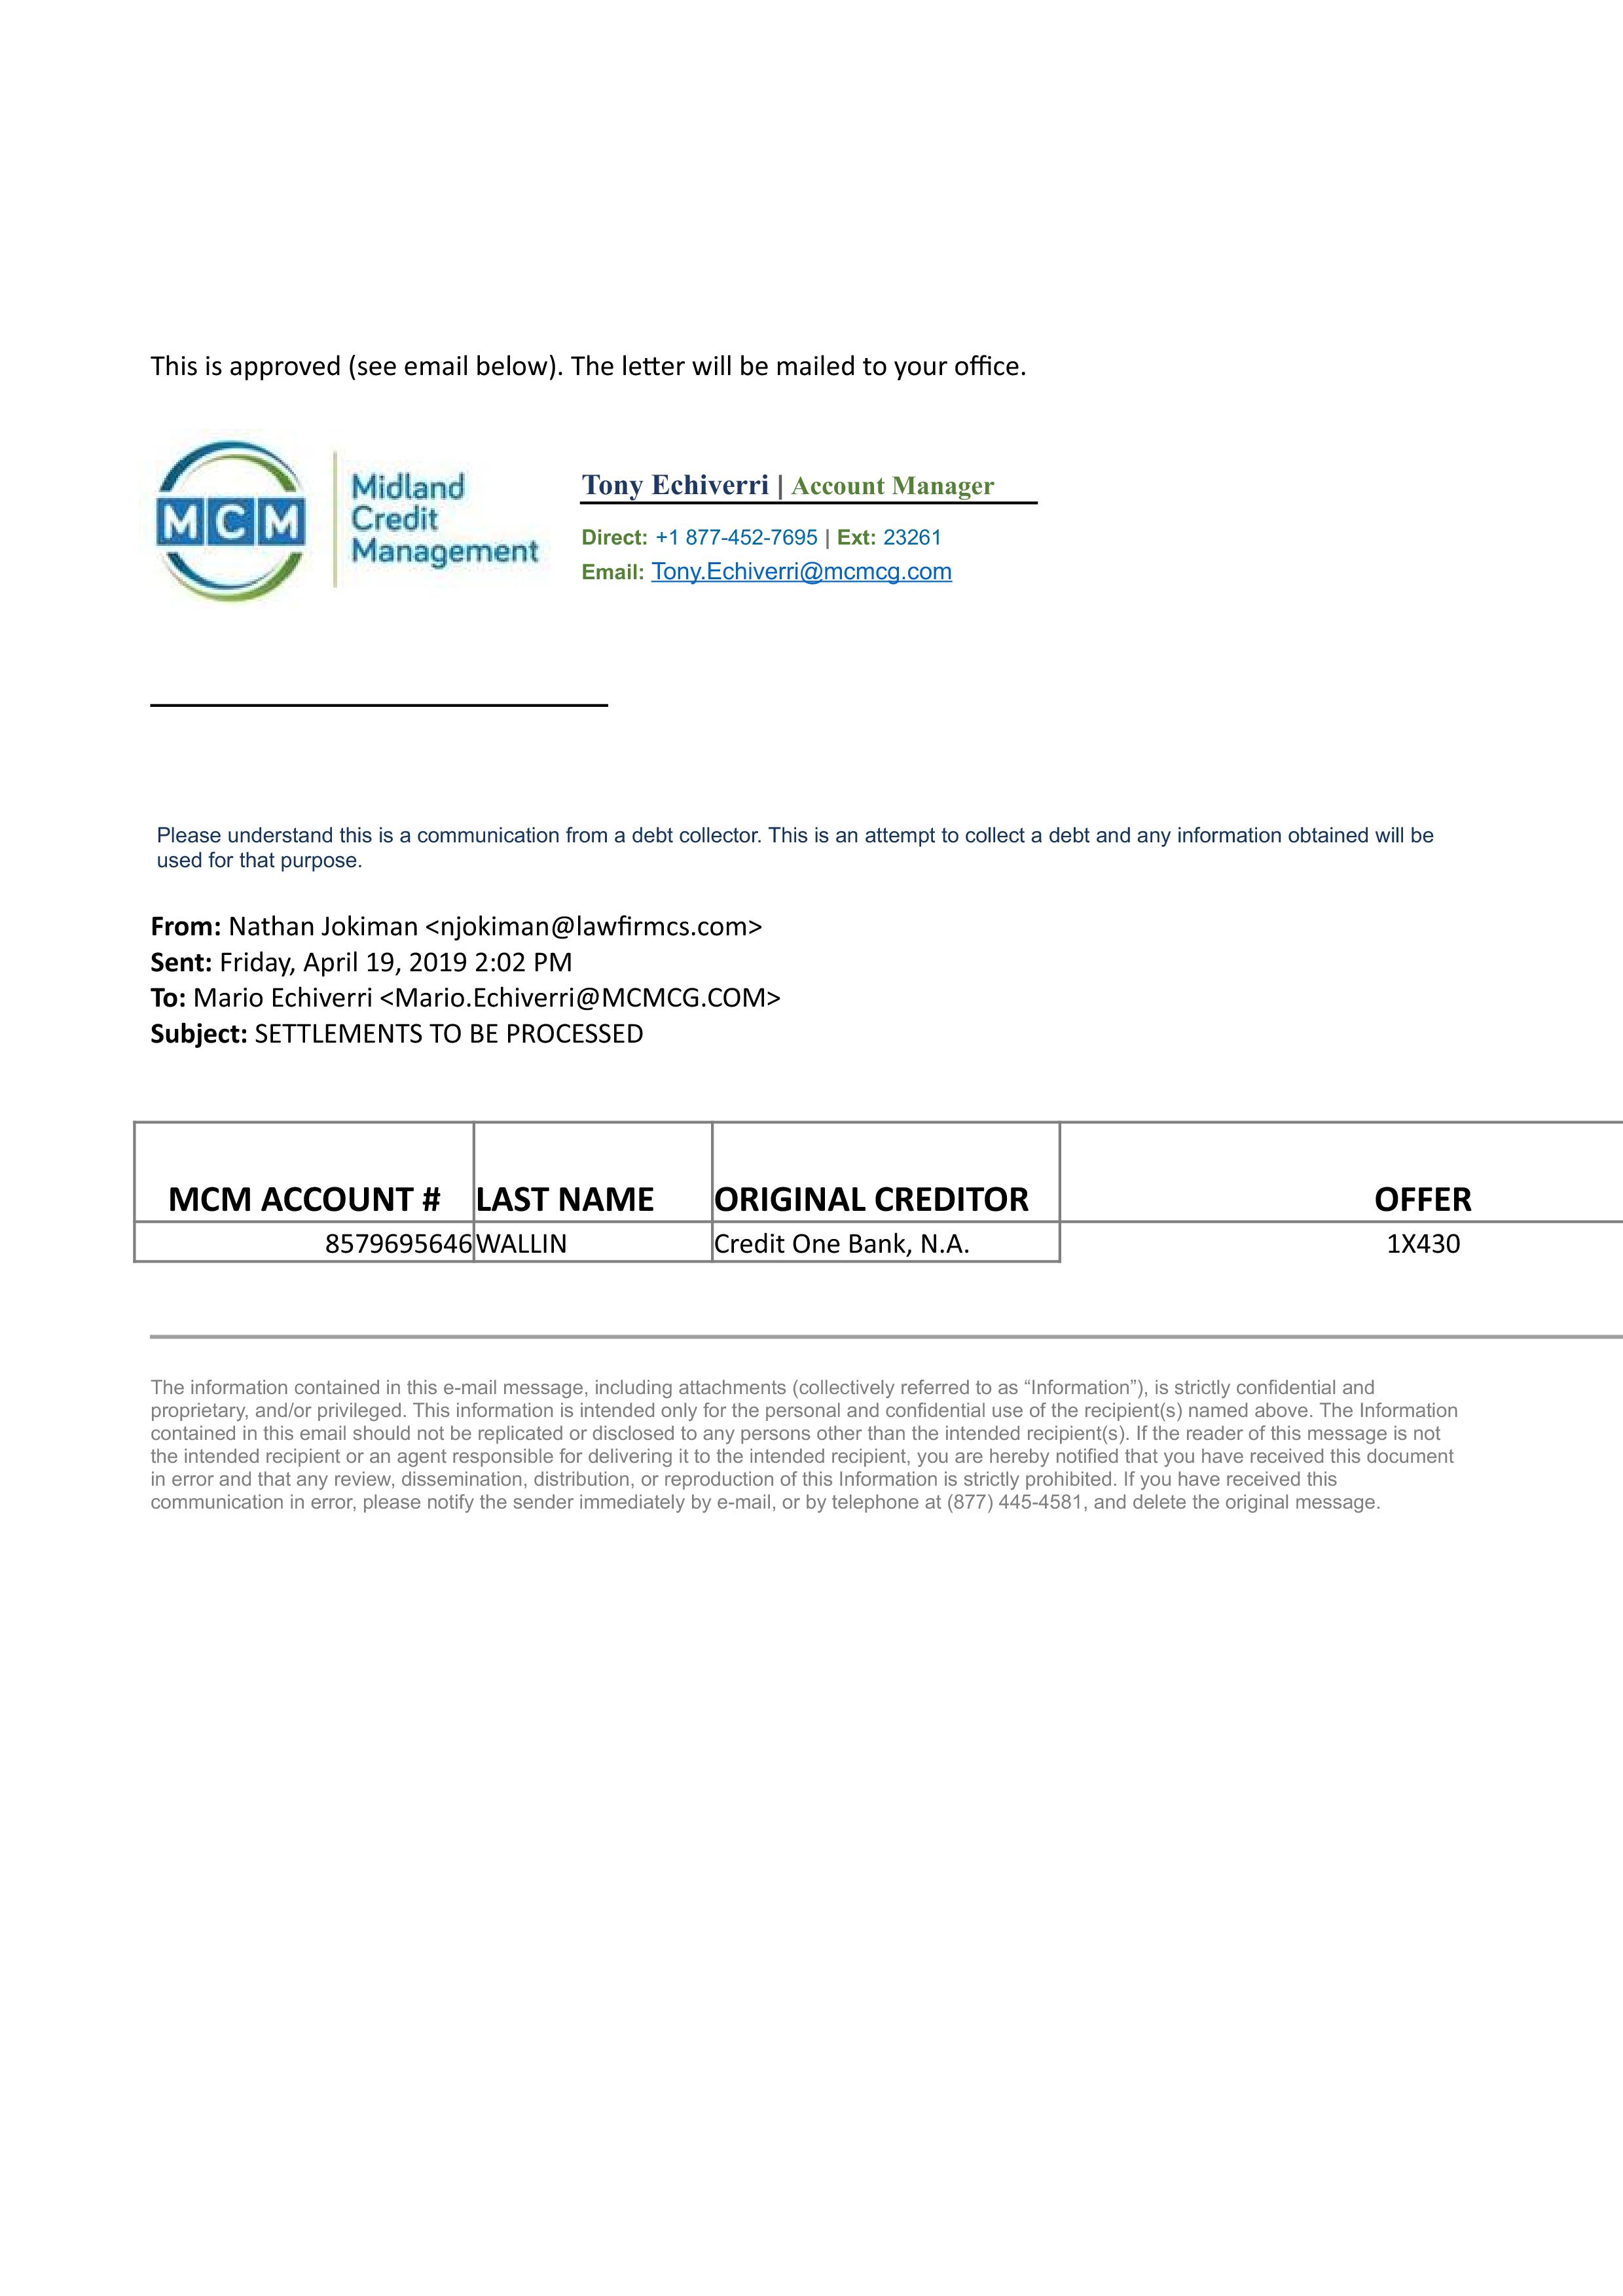 This is approved (see email below). The letter will be mailed to your office.
MCM
Midland
Credit
Management
Tony Echiverri | Account Manager
Direct: +1 877-452-7695 | Ext: 23261
Email: Tony.Echiverri@mcmcg.com
Please understand this is a communication from a debt collector. This is an attempt to collect a debt and any information obtained will be
used for that purpose.
From: Nathan Jokiman <njokiman@lawfirmcs.com>
Sent: Friday, April 19, 2019 2:02 PM
To: Mario Echiverri <Mario.Echiverri@MCMCG.COM>
Subject: SETTLEMENTS TO BE PROCESSED
MCM ACCOUNT # LAST NAME ORIGINAL CREDITOR OFFER
8579695646 WALLIN Credit One Bank, N.A. 1X430
The information contained in this e-mail message, including attachments (collectively referred to as “Information”), is strictly confidential and
proprietary, and/or privileged. This information is intended only for the personal and confidential use of the recipient(s) named above. The Information
contained in this email should not be replicated or disclosed to any persons other than the intended recipient(s). If the reader of this message is not
the intended recipient or an agent responsible for delivering it to the intended recipient, you are hereby notified that you have received this document
in error and that any review, dissemination, distribution, or reproduction of this Information is strictly prohibited. If you have received this
communication in error, please notify the sender immediately by e-mail, or by telephone at (877) 445-4581, and delete the original message.